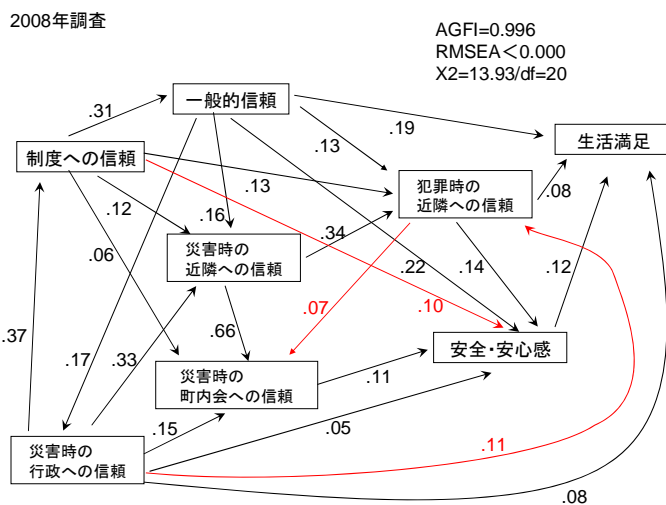 2008年調査
AGFI=0.996
RMSEA<0.000
X2=13.93/df=20
一般的信頼
.31
.19
生活満足
制度への信頼
.13
.13
犯罪時の
近隣への信頼
.08
.12
.16
.34
災害時の
近隣への信頼
.06
.22
.14
.12
.07
.10
.37
.17
.33
.66
安全・安心感
災害時の
町内会への信頼
.11
.15
.05
災害時の
行政への信頼
.11
.08